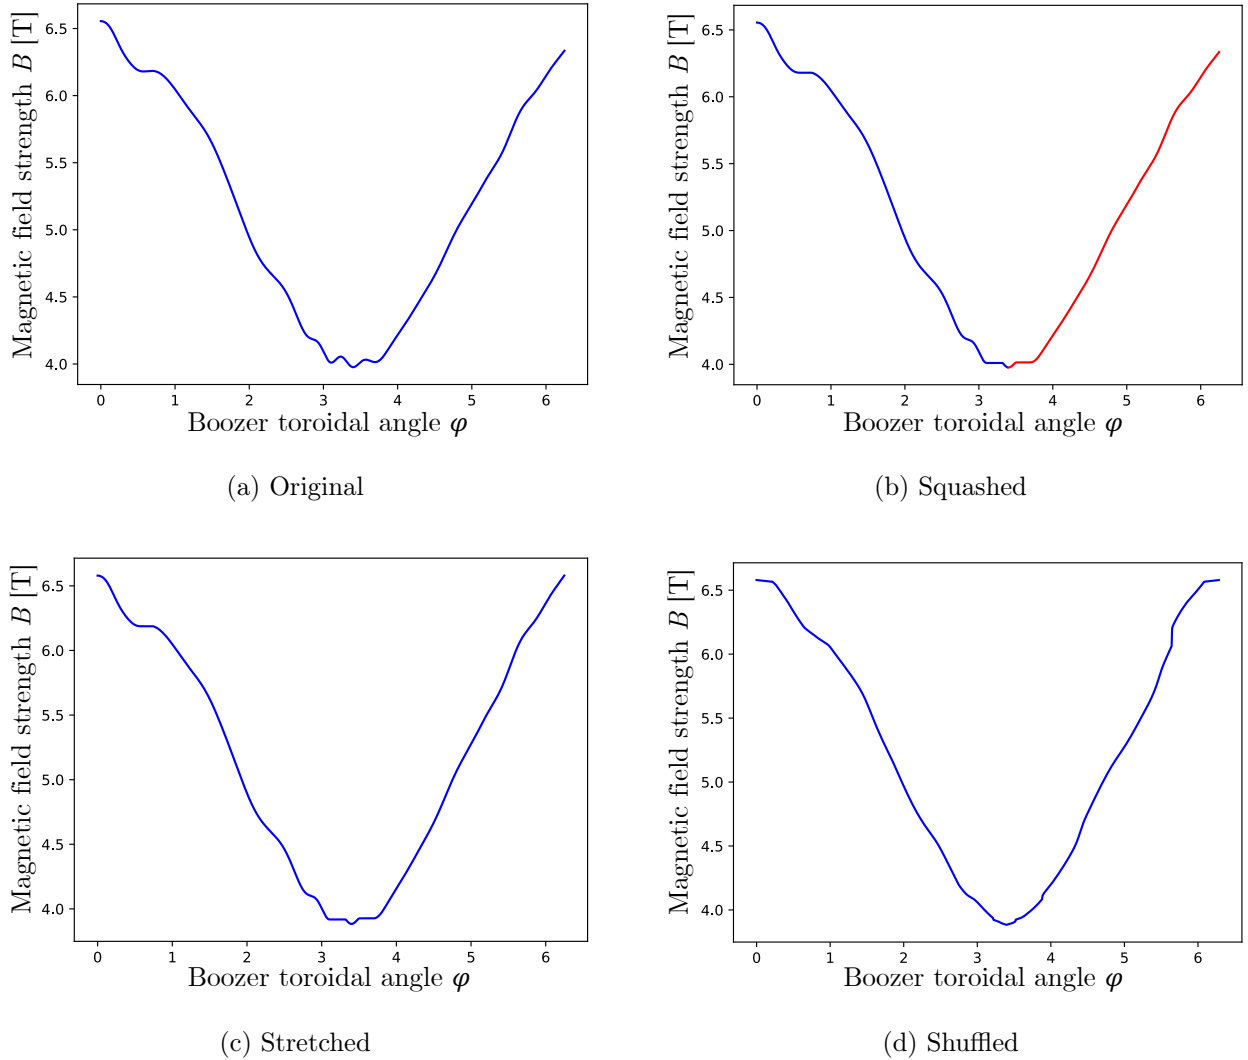 Magnetic field strength B [T]
6.5
6.0
5.5
5.0
4.5
4.0
0 1 2 3 4 5 6
Boozer toroidal angle φ
(a) Original
Magnetic field strength B [T]
6.5
6.0
5.5
5.0
4.5
4.0
0 1 2 3 4 5 6
Boozer toroidal angle φ
(b) Squashed
Magnetic field strength B [T]
6.5
6.0
5.5
5.0
4.5
4.0
0 1 2 3 4 5 6
Boozer toroidal angle φ
(c) Stretched
Magnetic field strength B [T]
6.5
6.0
5.5
5.0
4.5
4.0
0 1 2 3 4 5 6
Boozer toroidal angle φ
(d) Shuffled